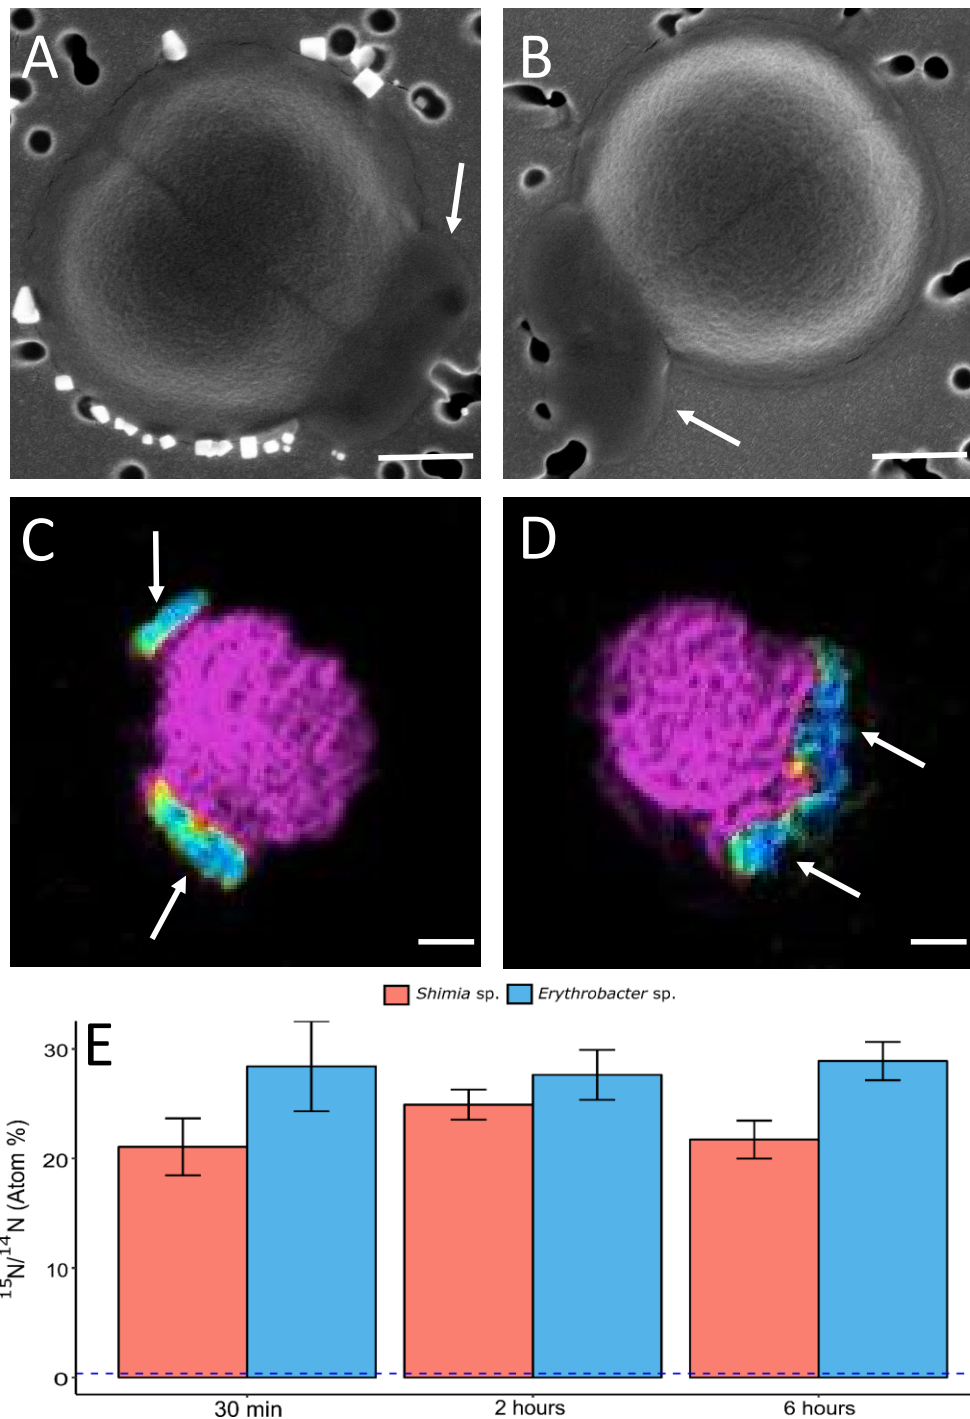 A
B
C
D
Shimia sp. Erythrobacter sp.
E
30
20
10
0
¹⁵N/¹⁴N (Atom %)
30 min 2 hours 6 hours